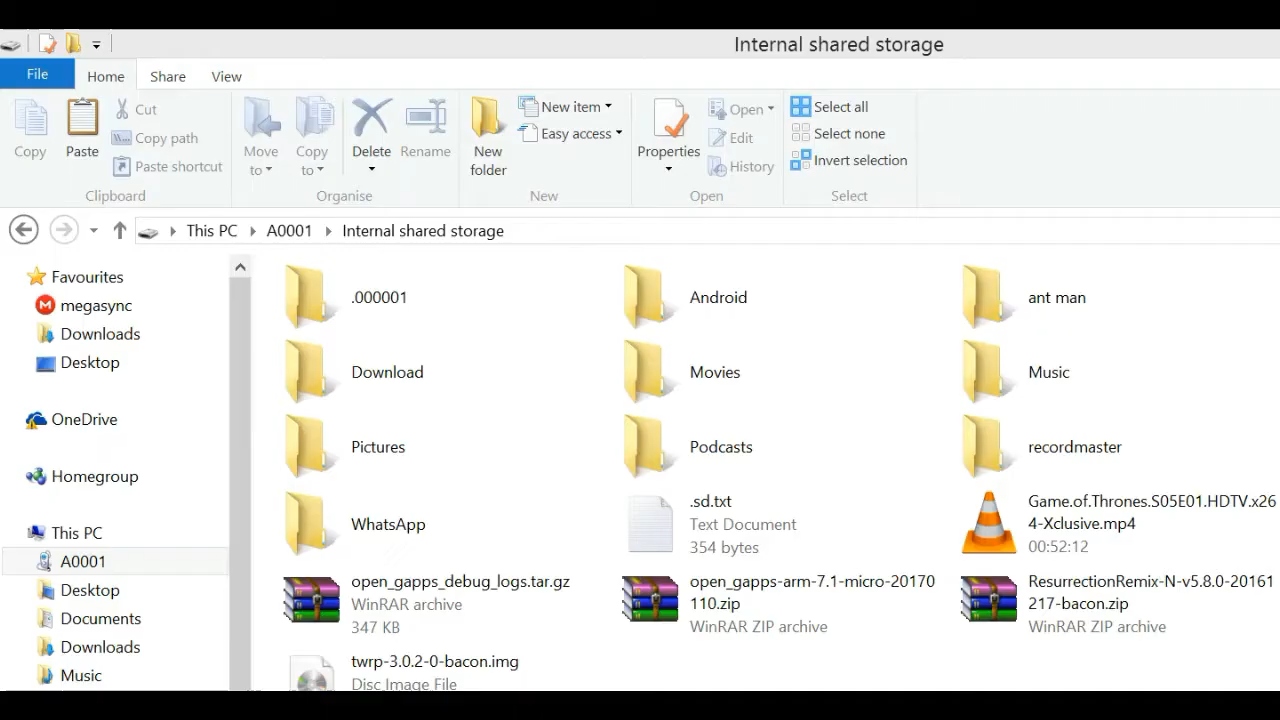 Internal shared storage
File
Home
Share
View
Copy
Paste
Cut
Copy path
Paste shortcut
Clipboard
Move
to
Copy
to
Delete
Rename
Organise
New
folder
New item
Easy access
New
Properties
Open
Edit
History
Open
Select all
Select none
Invert selection
Select
This PC
A0001
Internal shared storage
Favourites
megasync
Downloads
Desktop
OneDrive
Homegroup
This PC
A0001
Desktop
Documents
Downloads
Music
.000001
Android
ant man
Download
Movies
Music
Pictures
Podcasts
recordmaster
WhatsApp
.sd.txt
Text Document
354 bytes
Game.of.Thrones.S05E01.HDTV.x26
4-Xclusive.mp4
00:52:12
open_gapps_debug_logs.tar.gz
WinRAR archive
347 KB
open_gapps-arm-7.1-micro-20170
110.zip
WinRAR ZIP archive
ResurrectionRemix-N-v5.8.0-20161
217-bacon.zip
WinRAR ZIP archive
twrp-3.0.2-0-bacon.img
Disc Image File